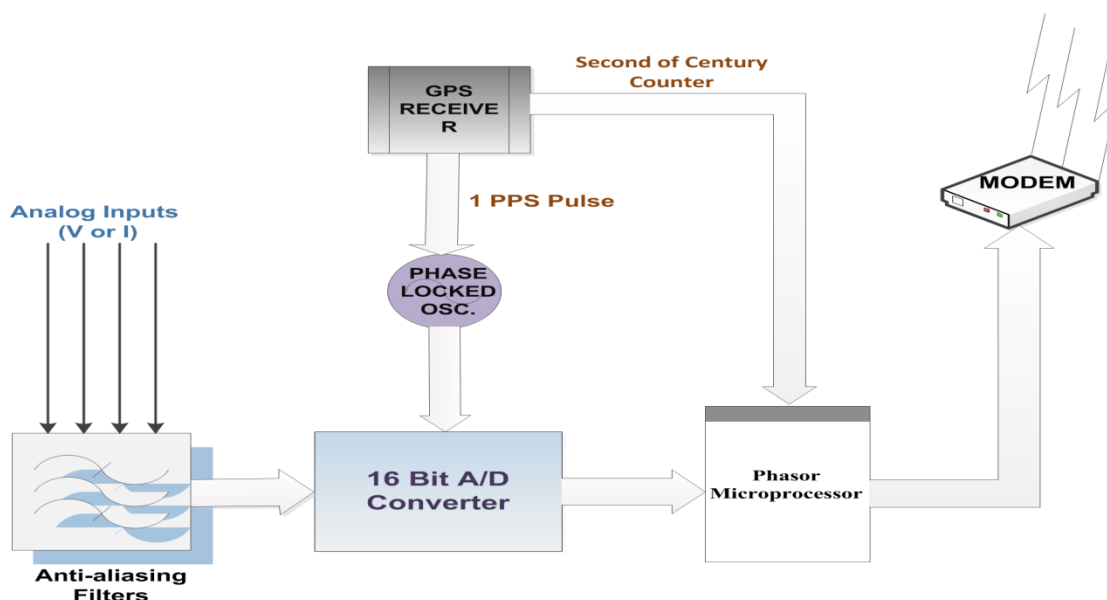 Second of Century
Counter
GPS
RECEIVE
R
MODEM
1 PPS Pulse
Analog Inputs
(V or I)
PHASE
LOCKED
OSC.
16 Bit A/D
Converter
Phasor
Microprocessor
Anti-aliasing
Filters